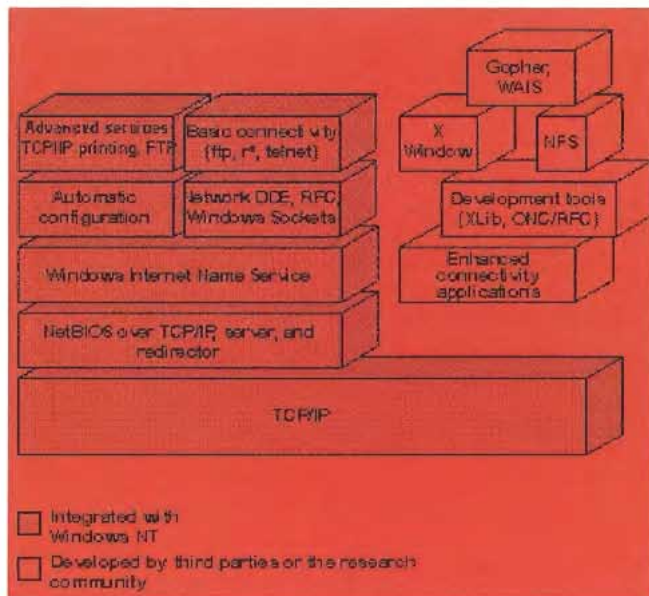 Gopher,
WAIS
Advanced services
TCP/IP printing, FTP
Basic connectivity
(ftp, r*, telnet)
X
Window
NFS
Automatic
configuration
Network DDE, RFC,
Windows Sockets
Development tools
(XLib, ONC/RFC)
Windows Internet Name Service
Enhanced
connectivity
applications
NetBIOS over TCP/IP, server, and
redirector
TCP/IP
Integrated with
Windows NT
Developed by third parties or the research
community